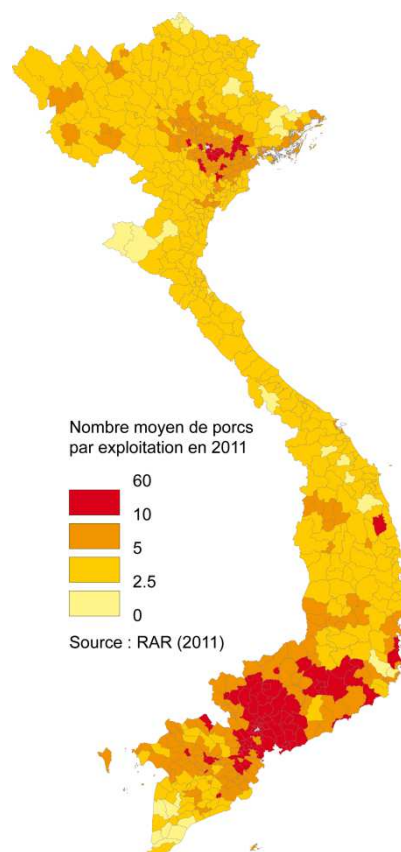 Nombre moyen de porcs
par exploitation en 2011
60
10
5
2.5
0
Source : RAR (2011)